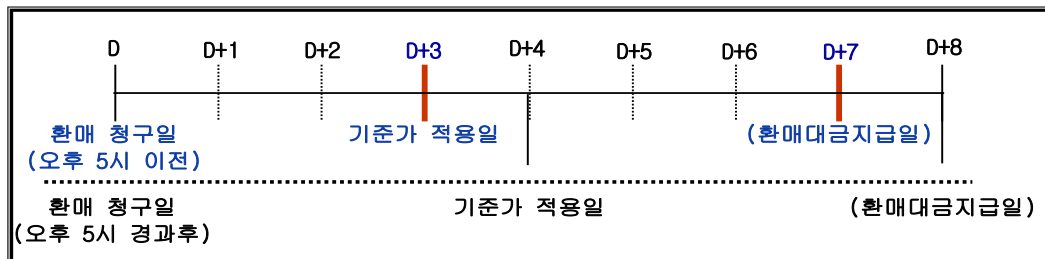 D D+1 D+2 D+3 D+4 D+5 D+6 D+7 D+8
환매 청구일 기준가 적용일 (환매대금지급일)
(오후 5시 이전)
환매 청구일 기준가 적용일 (환매대금지급일)
(오후 5시 경과후)